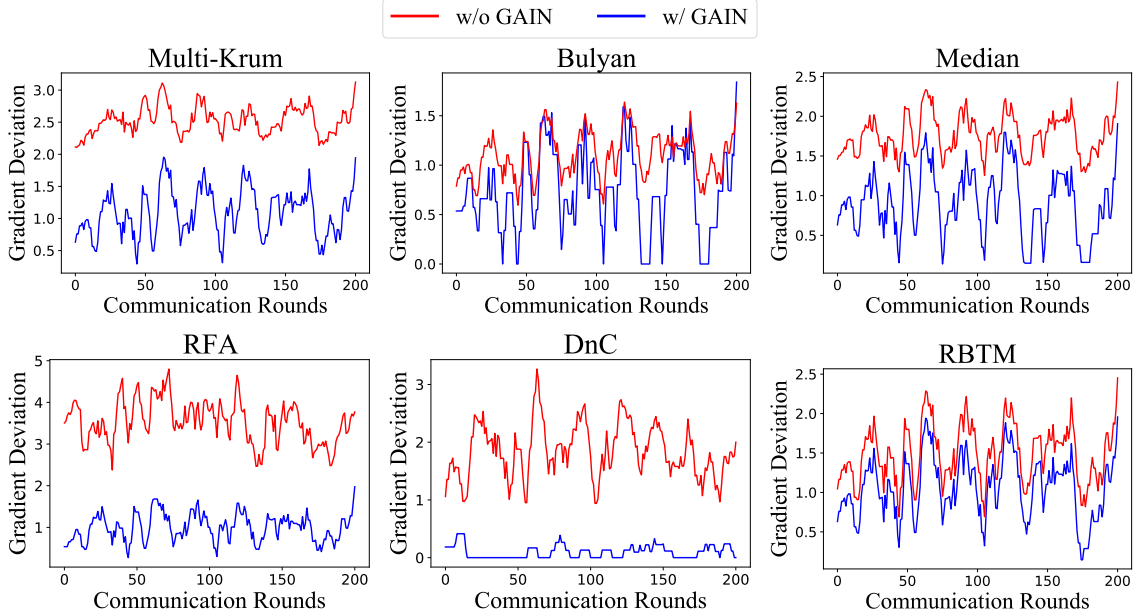 w/o GAIN w/ GAIN
Multi-Krum Bulyan Median
Gradient Deviation
3.0
2.5
2.0
1.5
1.0
0.5
0 50 100 150 200
Communication Rounds
Gradient Deviation
1.5
1.0
0.5
0.0
0 50 100 150 200
Communication Rounds
Gradient Deviation
2.5
2.0
1.5
1.0
0.5
0.0
0 50 100 150 200
Communication Rounds
RFA DnC RBTM
Gradient Deviation
5
4
3
2
1
0 50 100 150 200
Communication Rounds
Gradient Deviation
3
2
1
0
0 50 100 150 200
Communication Rounds
Gradient Deviation
2.5
2.0
1.5
1.0
0.5
0.0
0 50 100 150 200
Communication Rounds